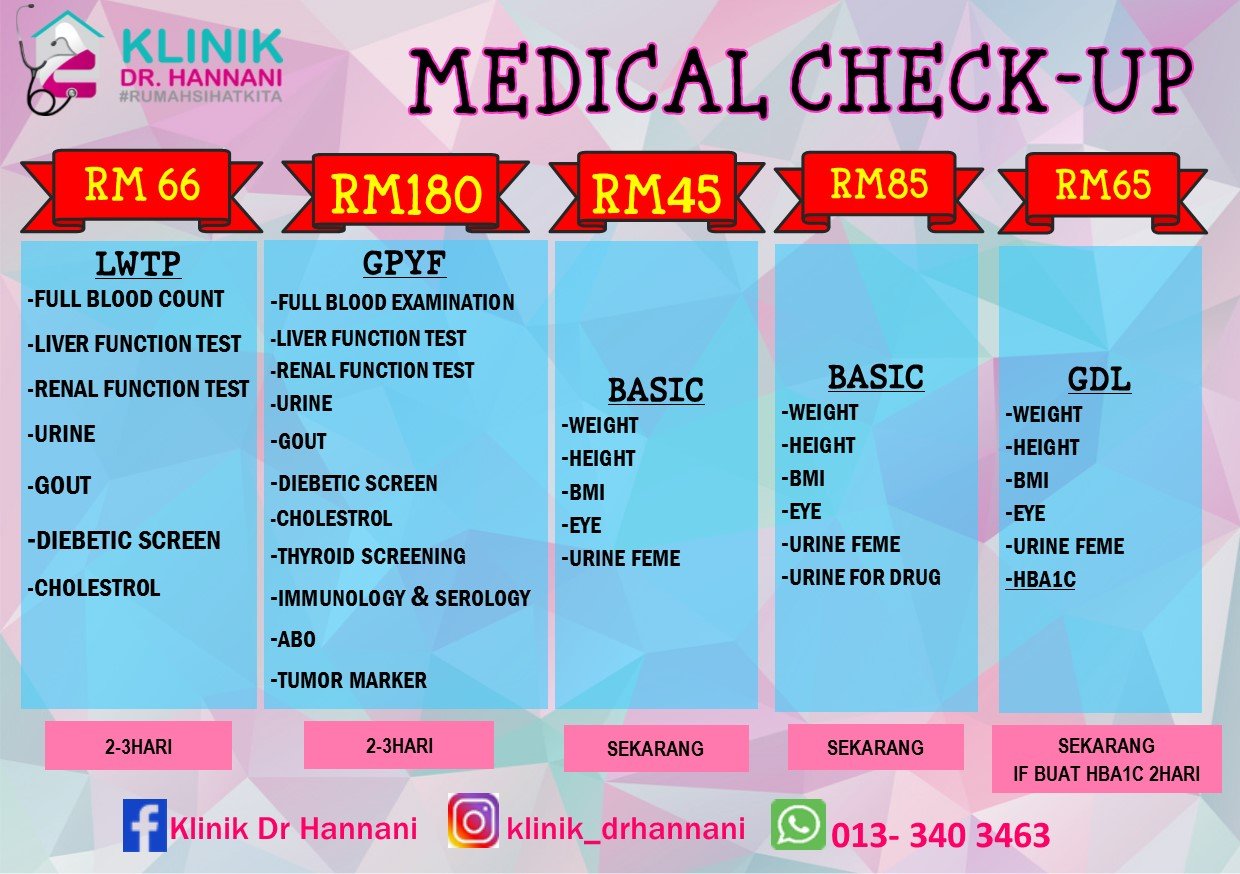 KLINIK
DR. HANNANI
#RUMAHSIHATKITA
MEDICAL CHECK-UP
RM 66
LWTP
-FULL BLOOD COUNT
-LIVER FUNCTION TEST
-RENAL FUNCTION TEST
-URINE
-GOUT
-DIEBETIC SCREEN
-CHOLESTROL
2-3HARI
RM180
GPYF
-FULL BLOOD EXAMINATION
-LIVER FUNCTION TEST
-RENAL FUNCTION TEST
-URINE
-GOUT
-DIEBETIC SCREEN
-CHOLESTROL
-THYROID SCREENING
-IMMUNOLOGY & SEROLOGY
-ABO
-TUMOR MARKER
2-3HARI
RM45
BASIC
-WEIGHT
-HEIGHT
-BMI
-EYE
-URINE FEME
SEKARANG
RM85
BASIC
-WEIGHT
-HEIGHT
-BMI
-EYE
-URINE FEME
-URINE FOR DRUG
SEKARANG
RM65
GDL
-WEIGHT
-HEIGHT
-BMI
-EYE
-URINE FEME
-HBA1C
SEKARANG
IF BUAT HBA1C 2HARI
Klinik Dr Hannani
klinik_drhannani
013- 340 3463